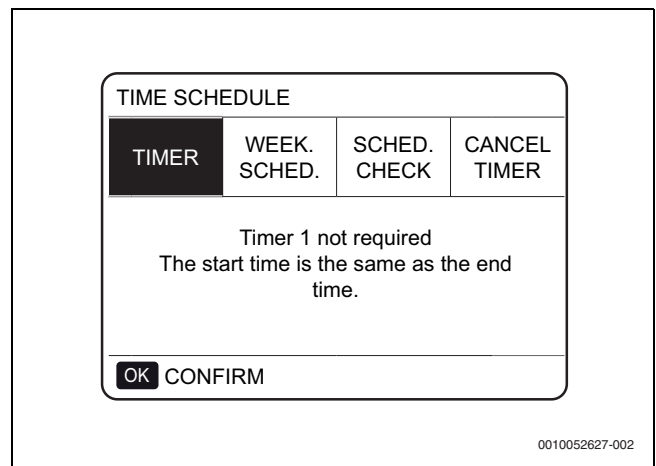 TIME SCHEDULE
TIMER
WEEK.
SCHED.
SCHED.
CHECK
CANCEL
TIMER
Timer 1 not required
The start time is the same as the end
time.
OK CONFIRM
0010052627-002